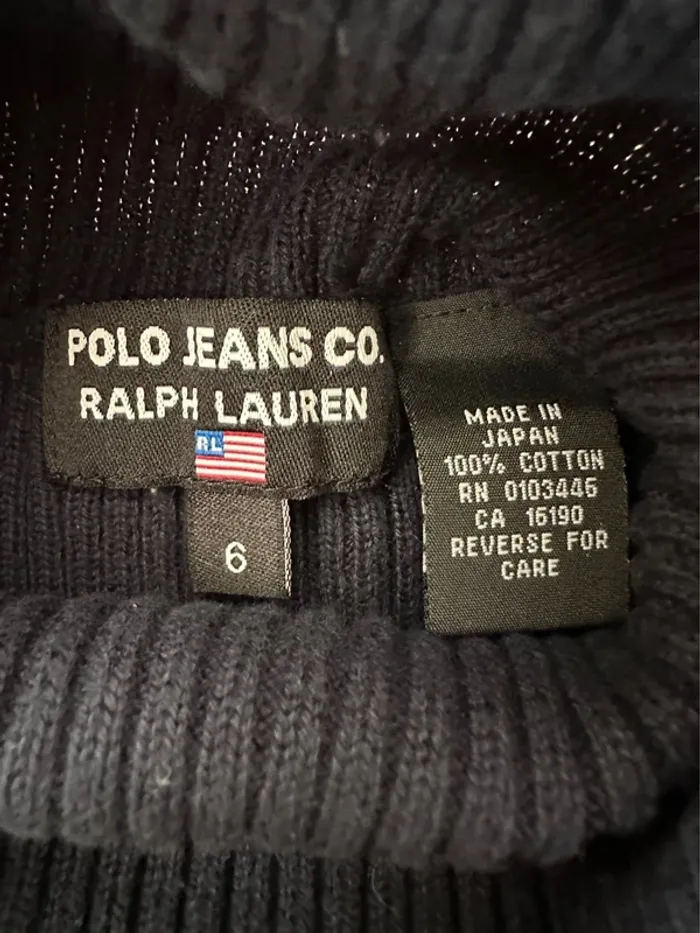 POLO JEANS CO.
RALPH LAUREN
RL
6
MADE IN
JAPAN
100% COTTON
RN 0103446
CA 16190
REVERSE FOR
CARE